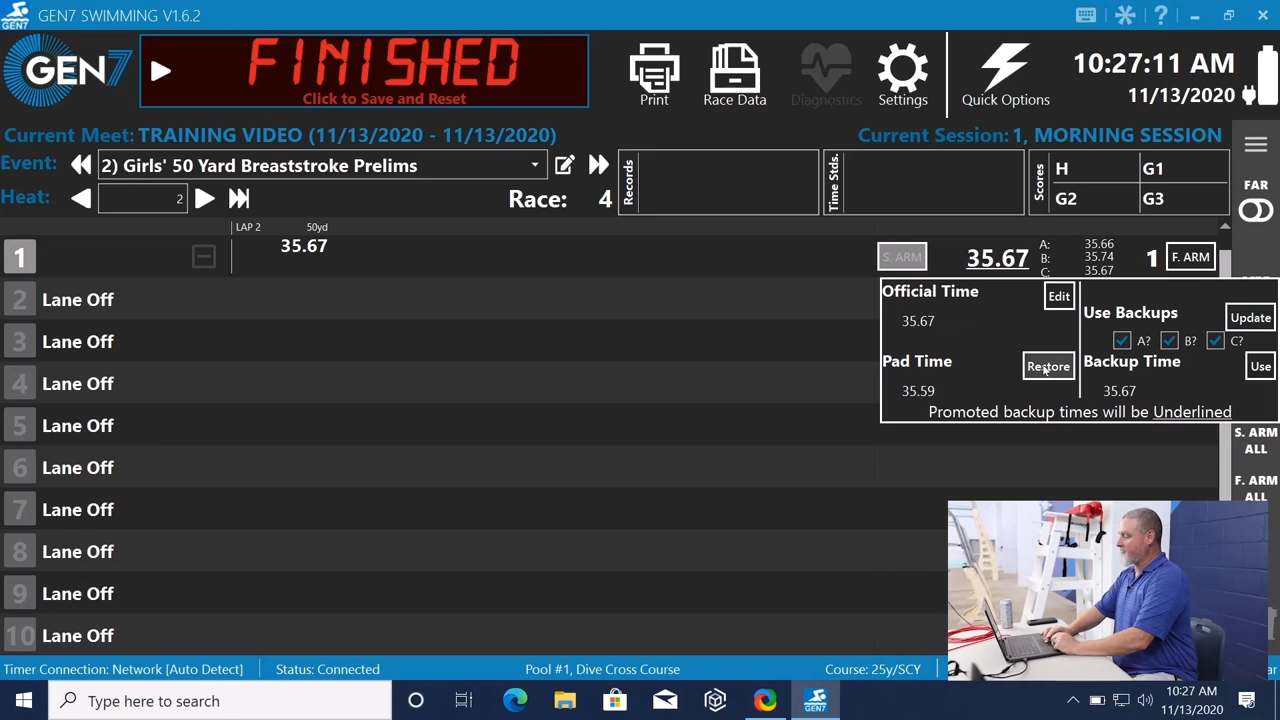 GEN7 SWIMMING V1.6.2
GEN7
GEN7
FINISHED
Click to Save and Reset
Print
Race Data
Diagnostics
Settings
Quick Options
10:27:11 AM
11/13/2020
Current Meet: TRAINING VIDEO (11/13/2020 - 11/13/2020)
Current Session: 1, MORNING SESSION
Event: 2) Girls' 50 Yard Breaststroke Prelims
Heat: 2
Race: 4
Records
Time Stds.
Scores
H
G1
G2
G3
FAR
LAP 2 50yd
1 35.67
S. ARM
35.67
A: 35.66
B: 35.74
C: 35.67
1
F. ARM
2 Lane Off
3 Lane Off
4 Lane Off
5 Lane Off
6 Lane Off
7 Lane Off
8 Lane Off
9 Lane Off
10 Lane Off
Official Time
Edit
35.67
Pad Time
Restore
35.59
Use Backups
Update
A? B? C?
Backup Time
Use
35.67
Promoted backup times will be Underlined
S. ARM
ALL
F. ARM
ALL
Timer Connection: Network [Auto Detect]
Status: Connected
Pool #1, Dive Cross Course
Course: 25y/SCY
Type here to search
GEN7
10:27 AM
11/13/2020